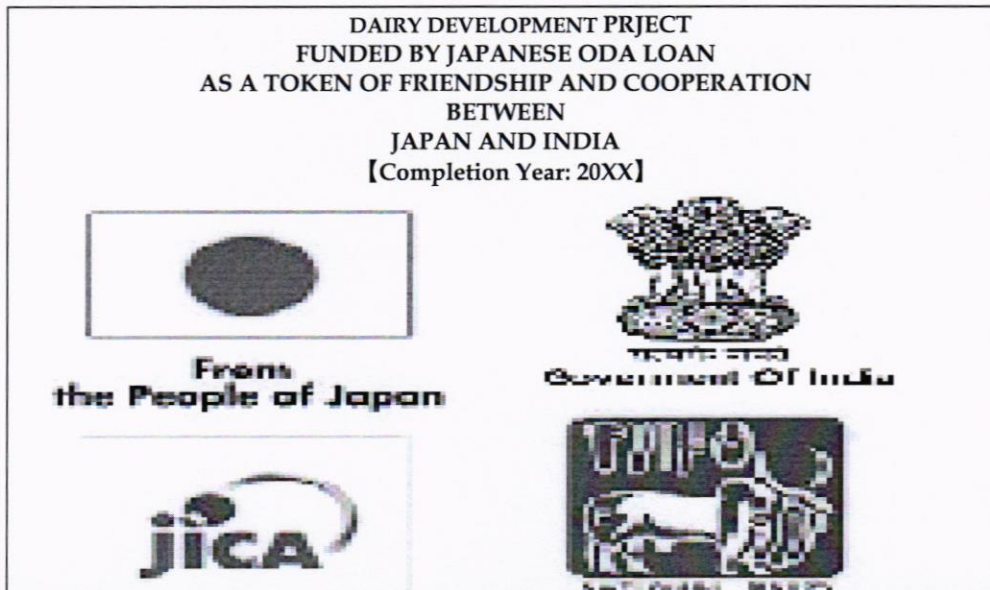 DAIRY DEVELOPMENT PRJECT
FUNDED BY JAPANESE ODA LOAN
AS A TOKEN OF FRIENDSHIP AND COOPERATION
BETWEEN
JAPAN AND INDIA
【Completion Year: 20XX】
From
the People of Japan
Government Of India
jICA